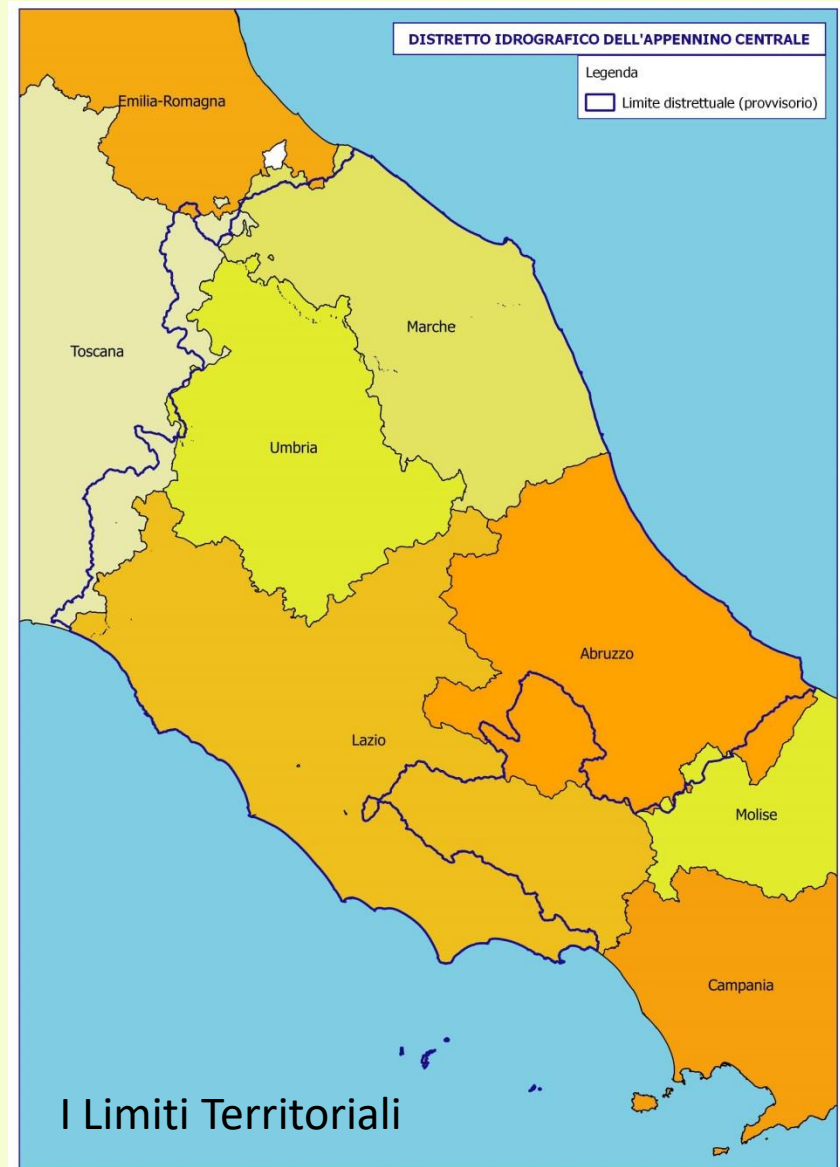 DISTRETTO IDROGRAFICO DELL'APPENNINO CENTRALE
Legenda
Limite distrettuale (provvisorio)
Emilia-Romagna
Marche
Toscana
Umbria
Abruzzo
Lazio
Molise
Campania
I Limiti Territoriali